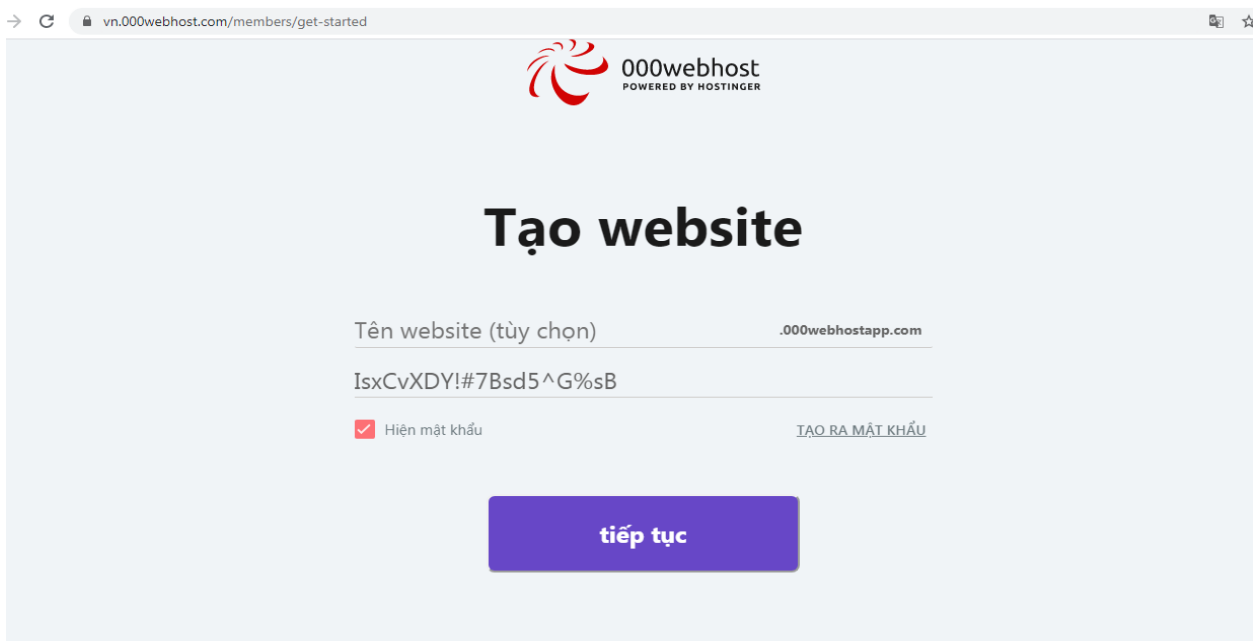 vn.000webhost.com/members/get-started
000webhost
POWERED BY HOSTINGER
Tạo website
Tên website (tùy chọn) .000webhostapp.com
IsxCvXDY!#7Bsd5^G%sB
Hiện mật khẩu TẠO RA MẬT KHẨU
tiếp tục